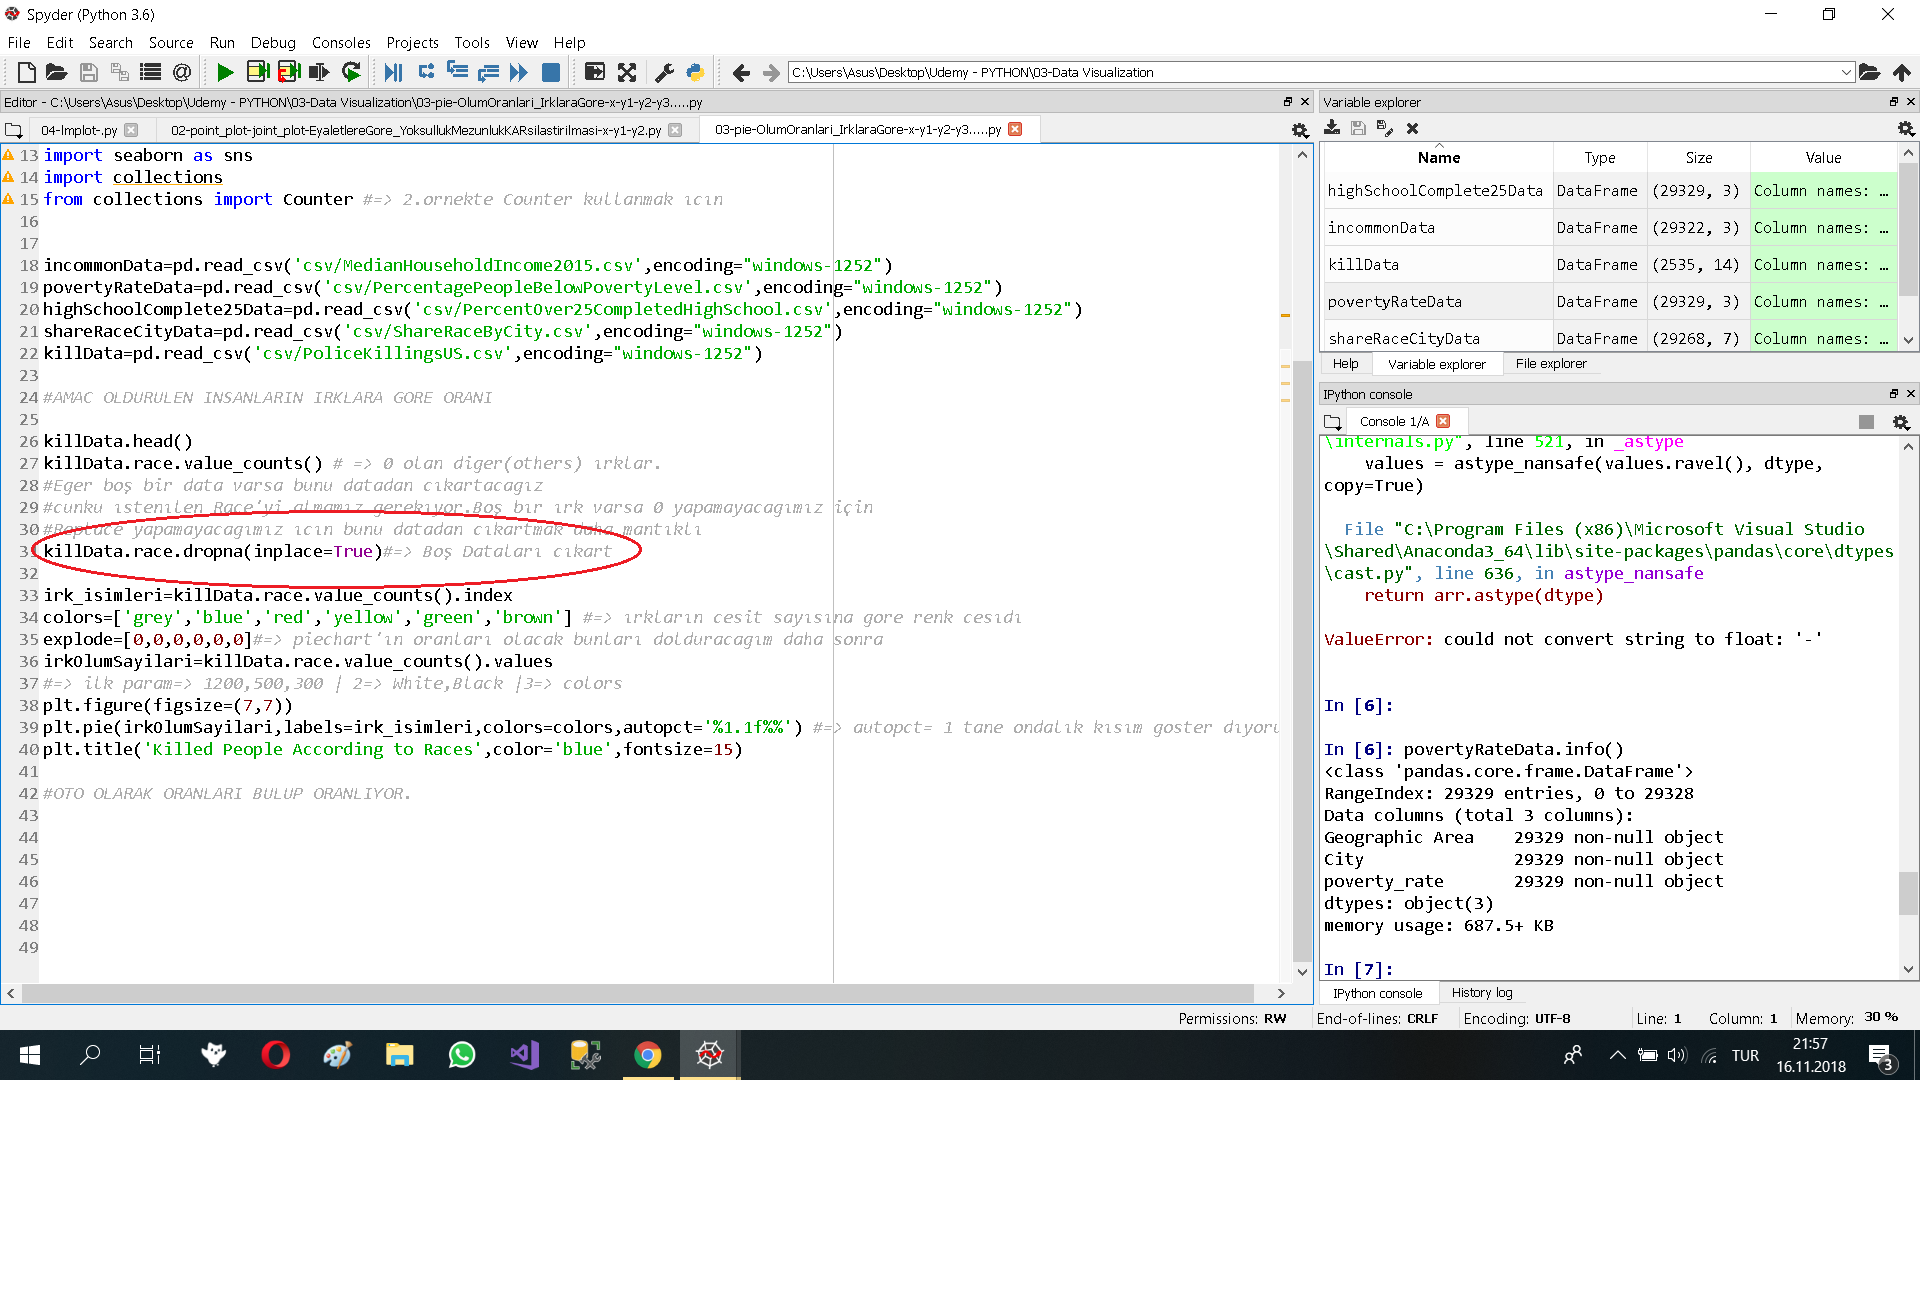 Spyder (Python 3.6)
File Edit Search Source Run Debug Consoles Projects Tools View Help
C:\Users\Asus\Desktop\Udemy - PYTHON\03-Data Visualization
Editor - C:\Users\Asus\Desktop\Udemy - PYTHON\03-Data Visualization\03-pie-OlumOranlari_IrklaraGore-x-y1-y2-y3.....py
04-lmplot-.py 02-point_plot-joint_plot-EyaletlereGore_YoksullukMezunlukKARsilastirilmasi-x-y1-y2.py 03-pie-OlumOranlari_IrklaraGore-x-y1-y2-y3.....py
13 import seaborn as sns
14 import collections
15 from collections import Counter #=> 2.ornekte Counter kullanmak ıcın
16
17
18 incommonData=pd.read_csv('csv/MedianHouseholdIncome2015.csv',encoding="windows-1252")
19 povertyRateData=pd.read_csv('csv/PercentagePeopleBelowPovertyLevel.csv',encoding="windows-1252")
20 highSchoolComplete25Data=pd.read_csv('csv/PercentOver25CompletedHighSchool.csv',encoding="windows-1252")
21 shareRaceCityData=pd.read_csv('csv/ShareRaceByCity.csv',encoding="windows-1252")
22 killData=pd.read_csv('csv/PoliceKillingsUS.csv',encoding="windows-1252")
23
24 #AMAC OLDURULEN INSANLARIN IRKLARA GORE ORANI
25
26 killData.head()
27 killData.race.value_counts() # => 0 olan diger(others) ırklar.
28 #Eger boş bir data varsa bunu datadan cıkartacagız
29 #cunku ıstenılen Race'yi almamız gerekıyor.Boş bır ırk varsa 0 yapamayacagımız için
30 #Replace yapamayacagımız ıcın bunu datadan cıkartmak daha mantıklı
31 killData.race.dropna(inplace=True)#=> Boş Dataları cıkart
32
33 irk_isimleri=killData.race.value_counts().index
34 colors=['grey','blue','red','yellow','green','brown'] #=> ırkların cesit sayısına gore renk cesıdı
35 explode=[0,0,0,0,0,0]#=> piechart'ın oranları olacak bunları dolduracagım daha sonra
36 irkOlumSayilari=killData.race.value_counts().values
37 #=> ilk param=> 1200,500,300 | 2=> White,Black |3=> colors
38 plt.figure(figsize=(7,7))
39 plt.pie(irkOlumSayilari,labels=irk_isimleri,colors=colors,autopct='%1.1f%%') #=> autopct= 1 tane ondalık kısım goster dıyoru
40 plt.title('Killed People According to Races',color='blue',fontsize=15)
41
42 #OTO OLARAK ORANLARI BULUP ORANLIYOR.
43
44
45
46
47
48
49
Variable explorer
Name Type Size Value
highSchoolComplete25Data DataFrame (29329, 3) Column names: …
incommonData DataFrame (29322, 3) Column names: …
killData DataFrame (2535, 14) Column names: …
povertyRateData DataFrame (29329, 3) Column names: …
shareRaceCityData DataFrame (29268, 7) Column names: …
Help Variable explorer File explorer
IPython console
Console 1/A
\internals.py", line 521, in _astype
values = astype_nansafe(values.ravel(), dtype,
copy=True)
File "C:\Program Files (x86)\Microsoft Visual Studio
\Shared\Anaconda3_64\lib\site-packages\pandas\core\dtypes
\cast.py", line 636, in astype_nansafe
return arr.astype(dtype)
ValueError: could not convert string to float: '-'
In [6]:
In [6]: povertyRateData.info()
<class 'pandas.core.frame.DataFrame'>
RangeIndex: 29329 entries, 0 to 29328
Data columns (total 3 columns):
Geographic Area 29329 non-null object
City 29329 non-null object
poverty_rate 29329 non-null object
dtypes: object(3)
memory usage: 687.5+ KB
In [7]:
IPython console History log
Permissions: RW End-of-lines: CRLF Encoding: UTF-8 Line: 1 Column: 1 Memory: 30 %
TUR 21:57
16.11.2018
3